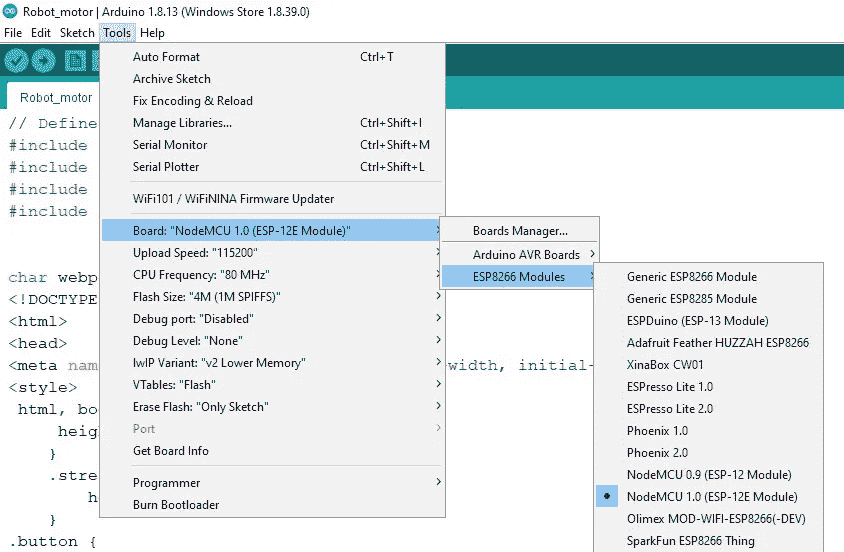 Robot_motor | Arduino 1.8.13 (Windows Store 1.8.39.0)
File Edit Sketch Tools Help
Robot_motor
// Define
#include
#include
#include
#include
char webp
<!DOCTYPE
<html>
<head>
<meta nam
width, initial-
<style>
html, bo
heigh
}
.stre
h
}
.button {
Auto Format Ctrl+T
Archive Sketch
Fix Encoding & Reload
Manage Libraries... Ctrl+Shift+I
Serial Monitor Ctrl+Shift+M
Serial Plotter Ctrl+Shift+L
WiFi101 / WiFiNINA Firmware Updater
Board: "NodeMCU 1.0 (ESP-12E Module)"
Upload Speed: "115200"
CPU Frequency: "80 MHz"
Flash Size: "4M (1M SPIFFS)"
Debug port: "Disabled"
Debug Level: "None"
IwIP Variant: "v2 Lower Memory"
VTables: "Flash"
Erase Flash: "Only Sketch"
Port
Get Board Info
Programmer
Burn Bootloader
Boards Manager...
Arduino AVR Boards
ESP8266 Modules
Generic ESP8266 Module
Generic ESP8285 Module
ESPDuino (ESP-13 Module)
Adafruit Feather HUZZAH ESP8266
XinaBox CW01
ESPresso Lite 1.0
ESPresso Lite 2.0
Phoenix 1.0
Phoenix 2.0
NodeMCU 0.9 (ESP-12 Module)
NodeMCU 1.0 (ESP-12E Module)
Olimex MOD-WIFI-ESP8266(-DEV)
SparkFun ESP8266 Thing